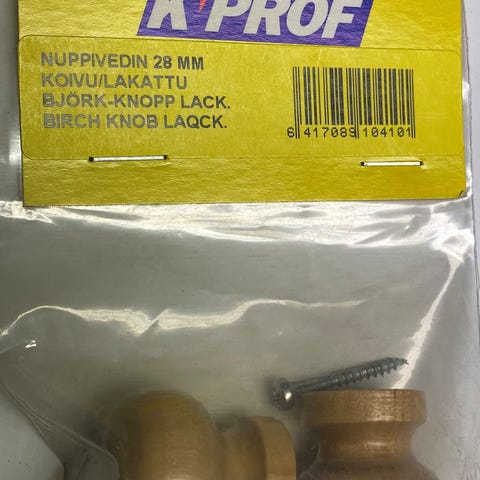 K'PROF
NUPPIVEDIN 28 MM
KOIVU/LAKATTU
BJÖRK-KNOPP LACK.
BIRCH KNOB LAQCK.
6 417089 104101